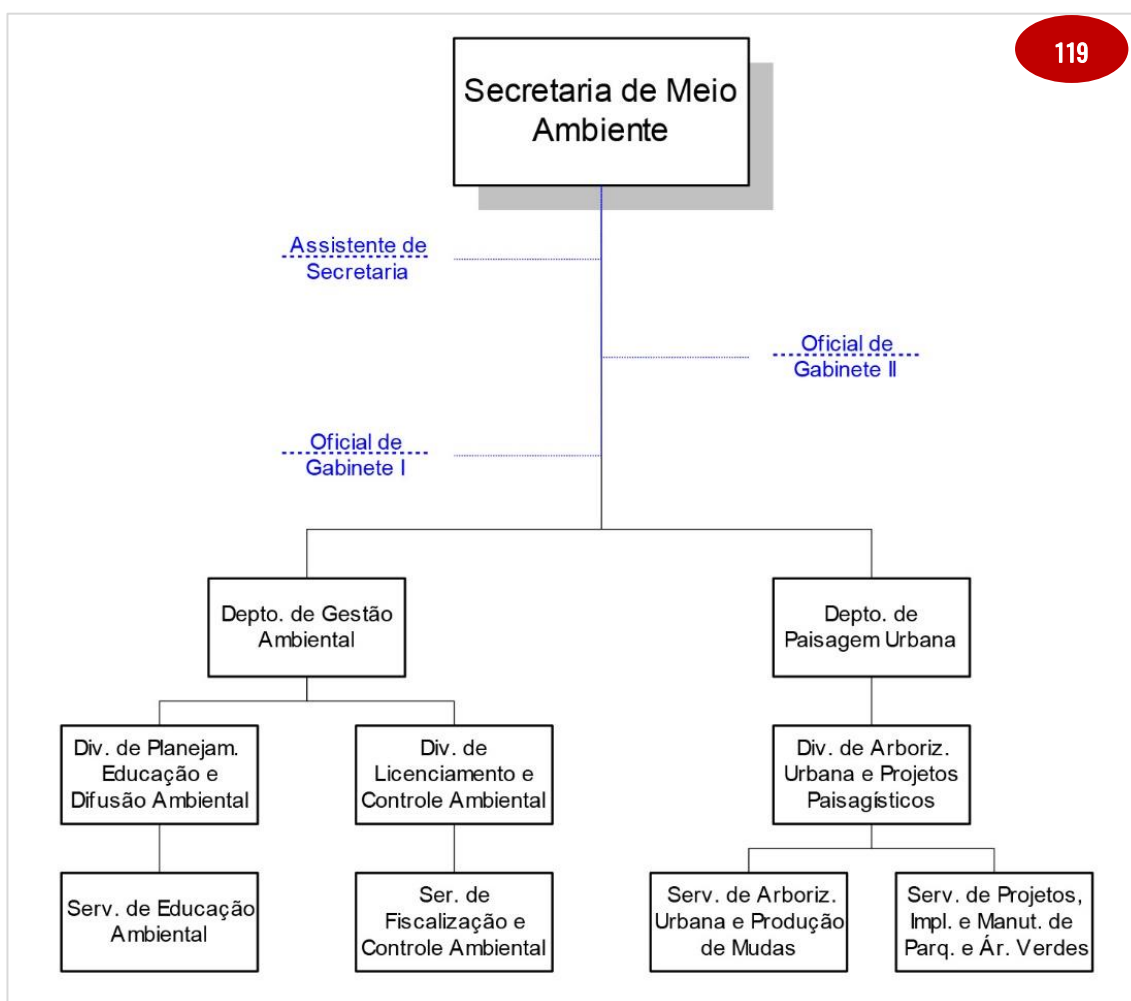 119
Secretaria de Meio
Ambiente
Assistente de
Secretaria
Oficial de
Gabinete II
Oficial de
Gabinete I
Depto. de Gestão
Ambiental
Depto. de
Paisagem Urbana
Div. de Planejam.
Educação e
Difusão Ambiental
Div. de
Licenciamento e
Controle Ambiental
Div. de Arboriz.
Urbana e Projetos
Paisagísticos
Serv. de Educação
Ambiental
Ser. de
Fiscalização e
Controle Ambiental
Serv. de Arboriz.
Urbana e Produção
de Mudas
Serv. de Projetos,
Impl. e Manut. de
Parq. e Ár. Verdes